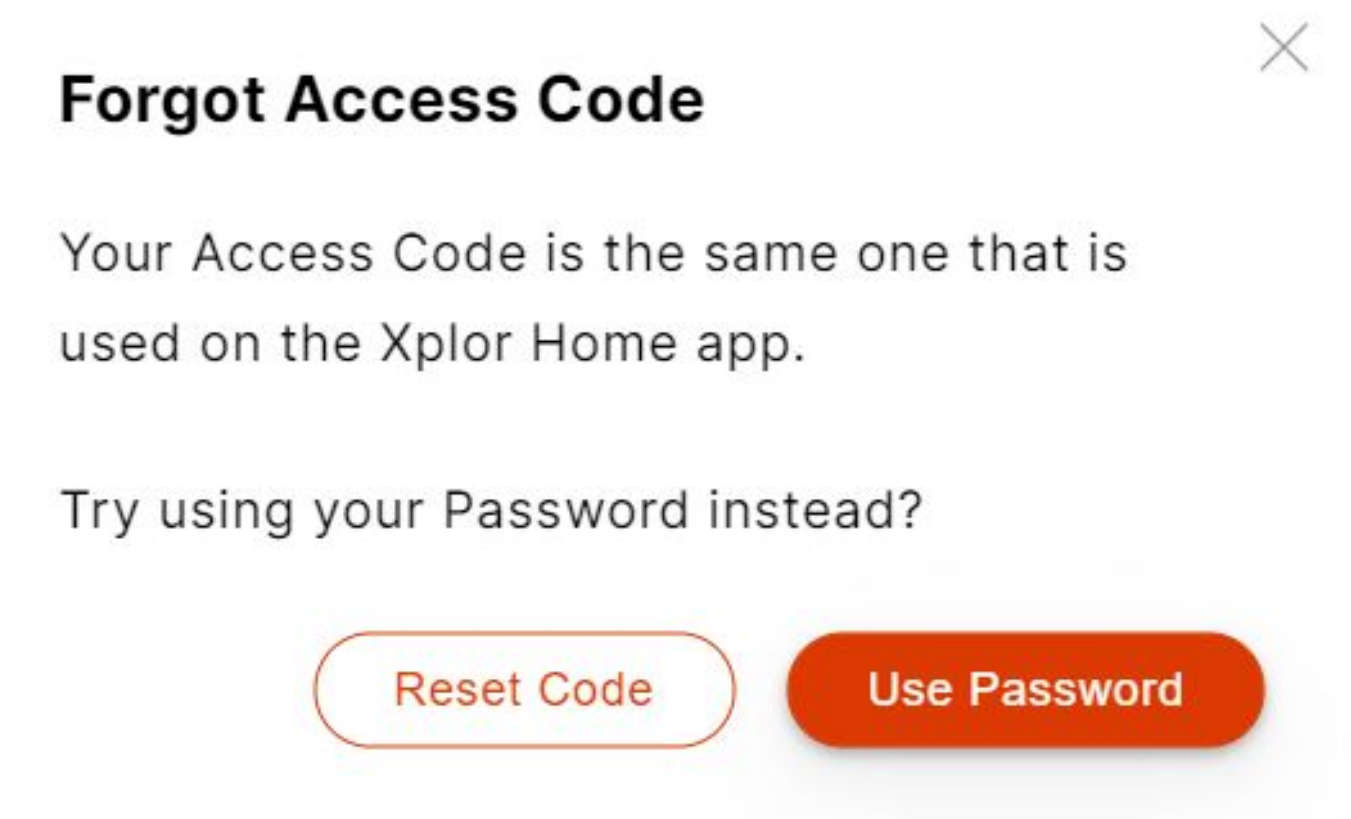 Forgot Access Code
Your Access Code is the same one that is
used on the Xplor Home app.
Try using your Password instead?
Reset Code
Use Password